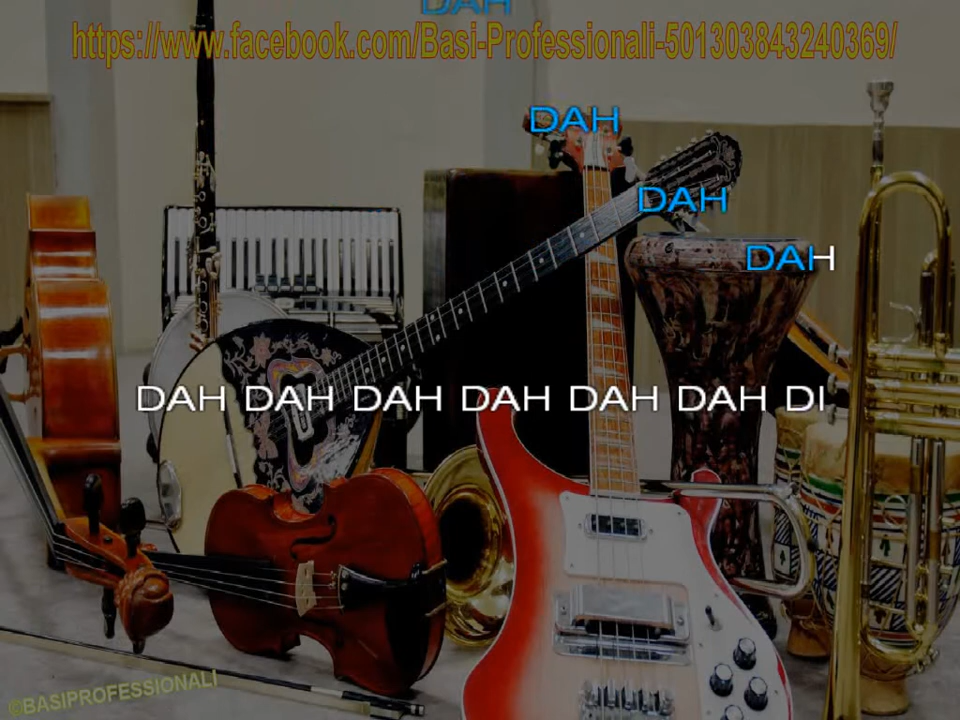 DAH
https://www.facebook.com/Basi-Professionali-501303843240369/
DAH
DAH
DAH
DAH DAH DAH DAH DAH DAH DI
©BASIPROFESSIONALI